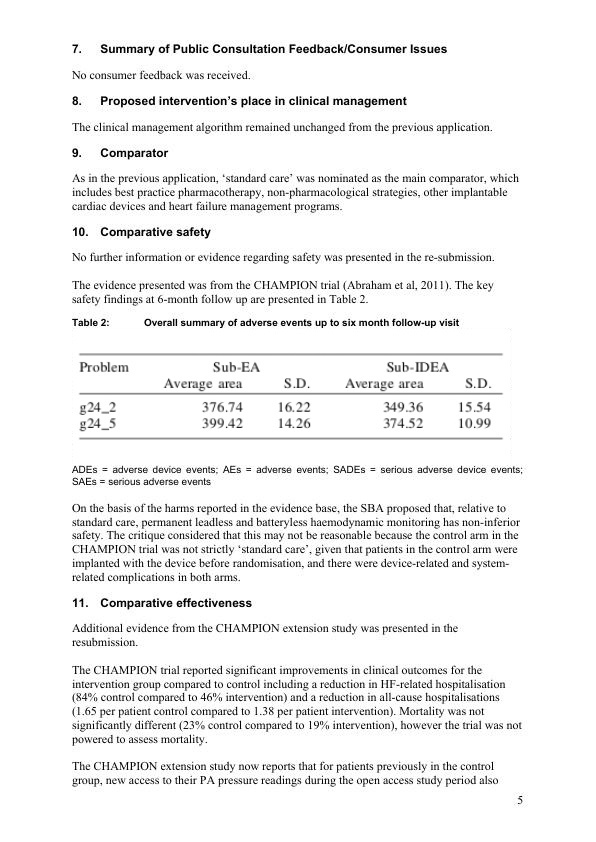 7. Summary of Public Consultation Feedback/Consumer Issues
No consumer feedback was received.
8. Proposed intervention's place in clinical management
The clinical management algorithm remained unchanged from the previous application.
9. Comparator
As in the previous application, 'standard care' was nominated as the main comparator, which
includes best practice pharmacotherapy, non-pharmacological strategies, other implantable
cardiac devices and heart failure management programs.
10. Comparative safety
No further information or evidence regarding safety was presented in the re-submission.
The evidence presented was from the CHAMPION trial (Abraham et al, 2011). The key
safety findings at 6-month follow up are presented in Table 2.
Table 2: Overall summary of adverse events up to six month follow-up visit
Problem Sub-EA Sub-IDEA
Average area S.D. Average area S.D.
g24_2 376.74 16.22 349.36 15.54
g24_5 399.42 14.26 374.52 10.99
ADEs = adverse device events; AEs = adverse events; SADEs = serious adverse device events;
SAEs = serious adverse events
On the basis of the harms reported in the evidence base, the SBA proposed that, relative to
standard care, permanent leadless and batteryless haemodynamic monitoring has non-inferior
safety. The critique considered that this may not be reasonable because the control arm in the
CHAMPION trial was not strictly 'standard care', given that patients in the control arm were
implanted with the device before randomisation, and there were device-related and system-
related complications in both arms.
11. Comparative effectiveness
Additional evidence from the CHAMPION extension study was presented in the
resubmission.
The CHAMPION trial reported significant improvements in clinical outcomes for the
intervention group compared to control including a reduction in HF-related hospitalisation
(84% control compared to 46% intervention) and a reduction in all-cause hospitalisations
(1.65 per patient control compared to 1.38 per patient intervention). Mortality was not
significantly different (23% control compared to 19% intervention), however the trial was not
powered to assess mortality.
The CHAMPION extension study now reports that for patients previously in the control
group, new access to their PA pressure readings during the open access study period also
5